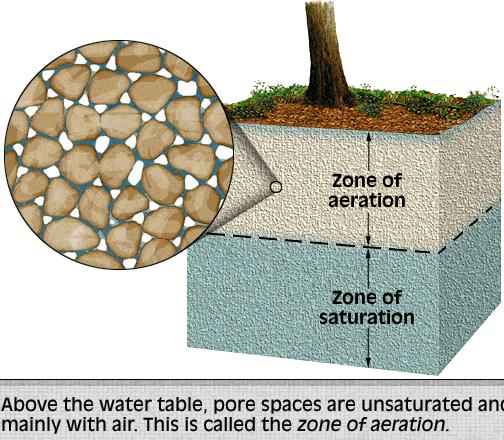 Zone of
aeration
Zone of
saturation
Above the water table, pore spaces are unsaturated and
mainly with air. This is called the zone of aeration.